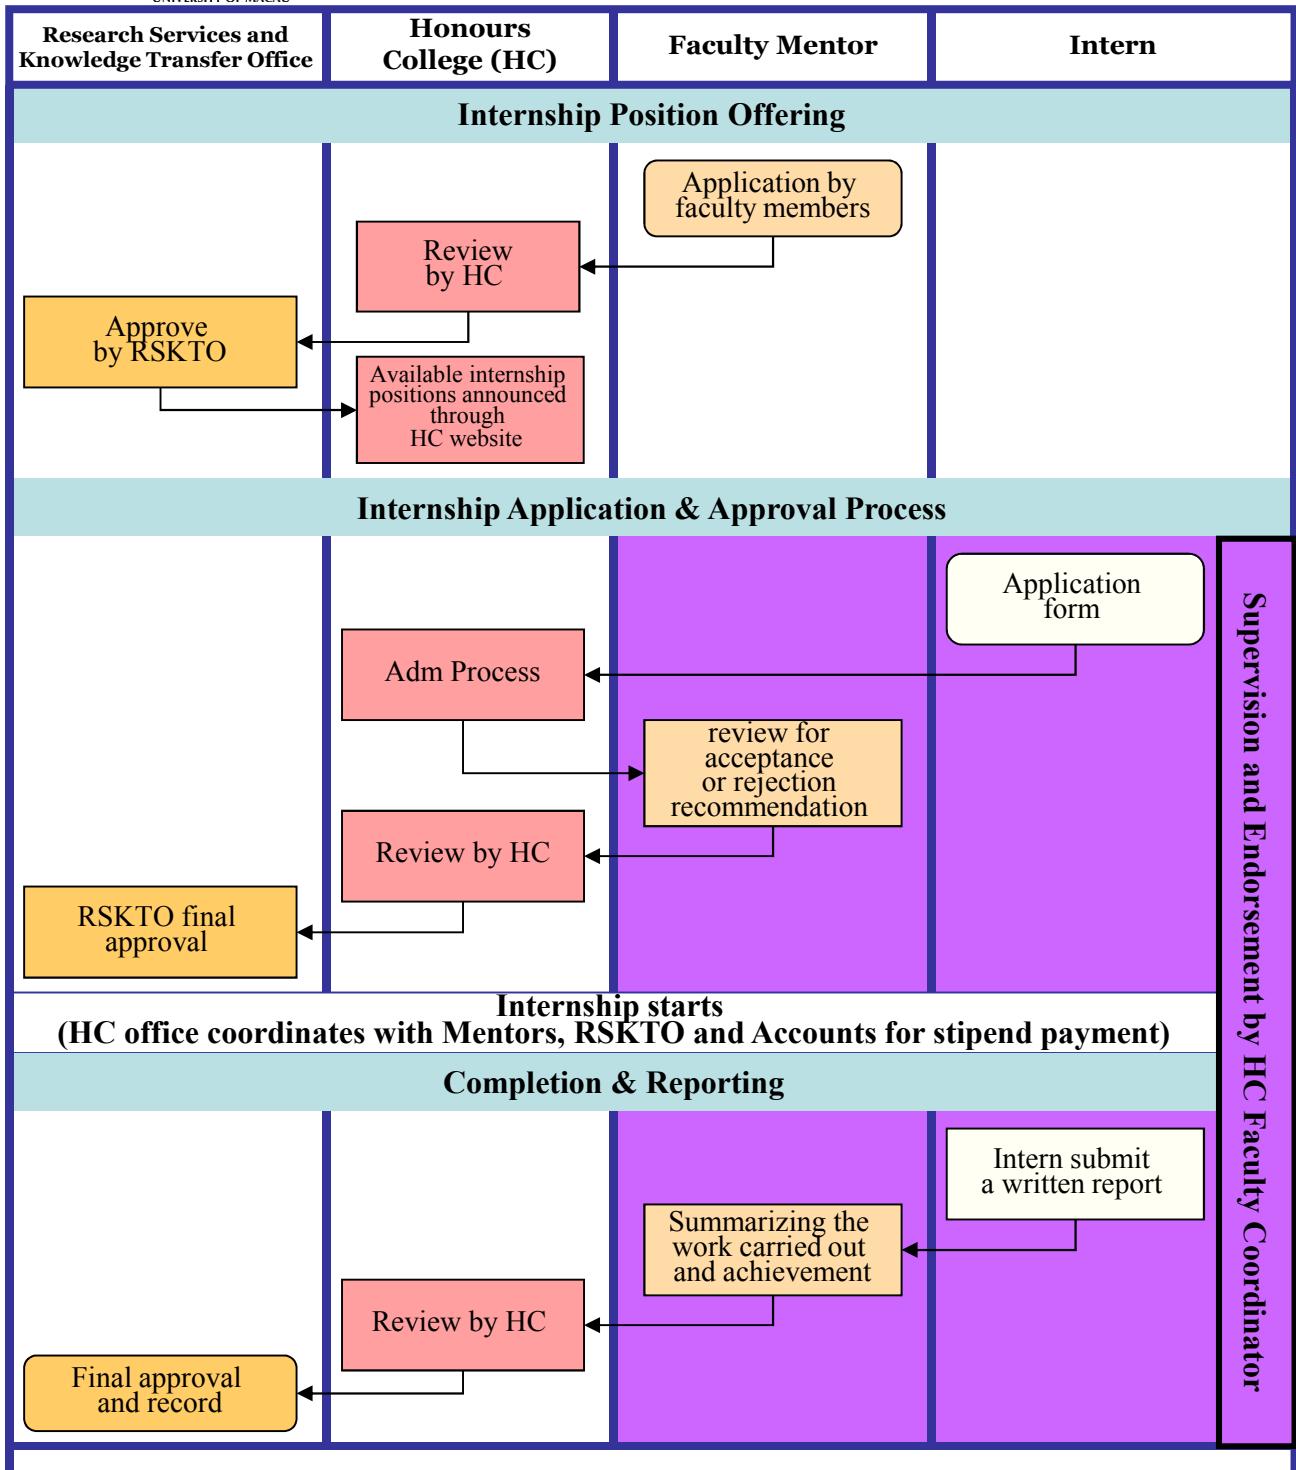 UNIVERSITY OF MACAU
Research Services and
Knowledge Transfer Office
Honours
College (HC)
Faculty Mentor
Intern
Internship Position Offering
Application by
faculty members
Review
by HC
Approve
by RSKTO
Available internship
positions announced
through
HC website
Internship Application & Approval Process
Application
form
Adm Process
review for
acceptance
or rejection
recommendation
Review by HC
RSKTO final
approval
Supervision and Endorsement by HC Faculty Coordinator
Internship starts
(HC office coordinates with Mentors, RSKTO and Accounts for stipend payment)
Completion & Reporting
Intern submit
a written report
Summarizing the
work carried out
and achievement
Review by HC
Final approval
and record